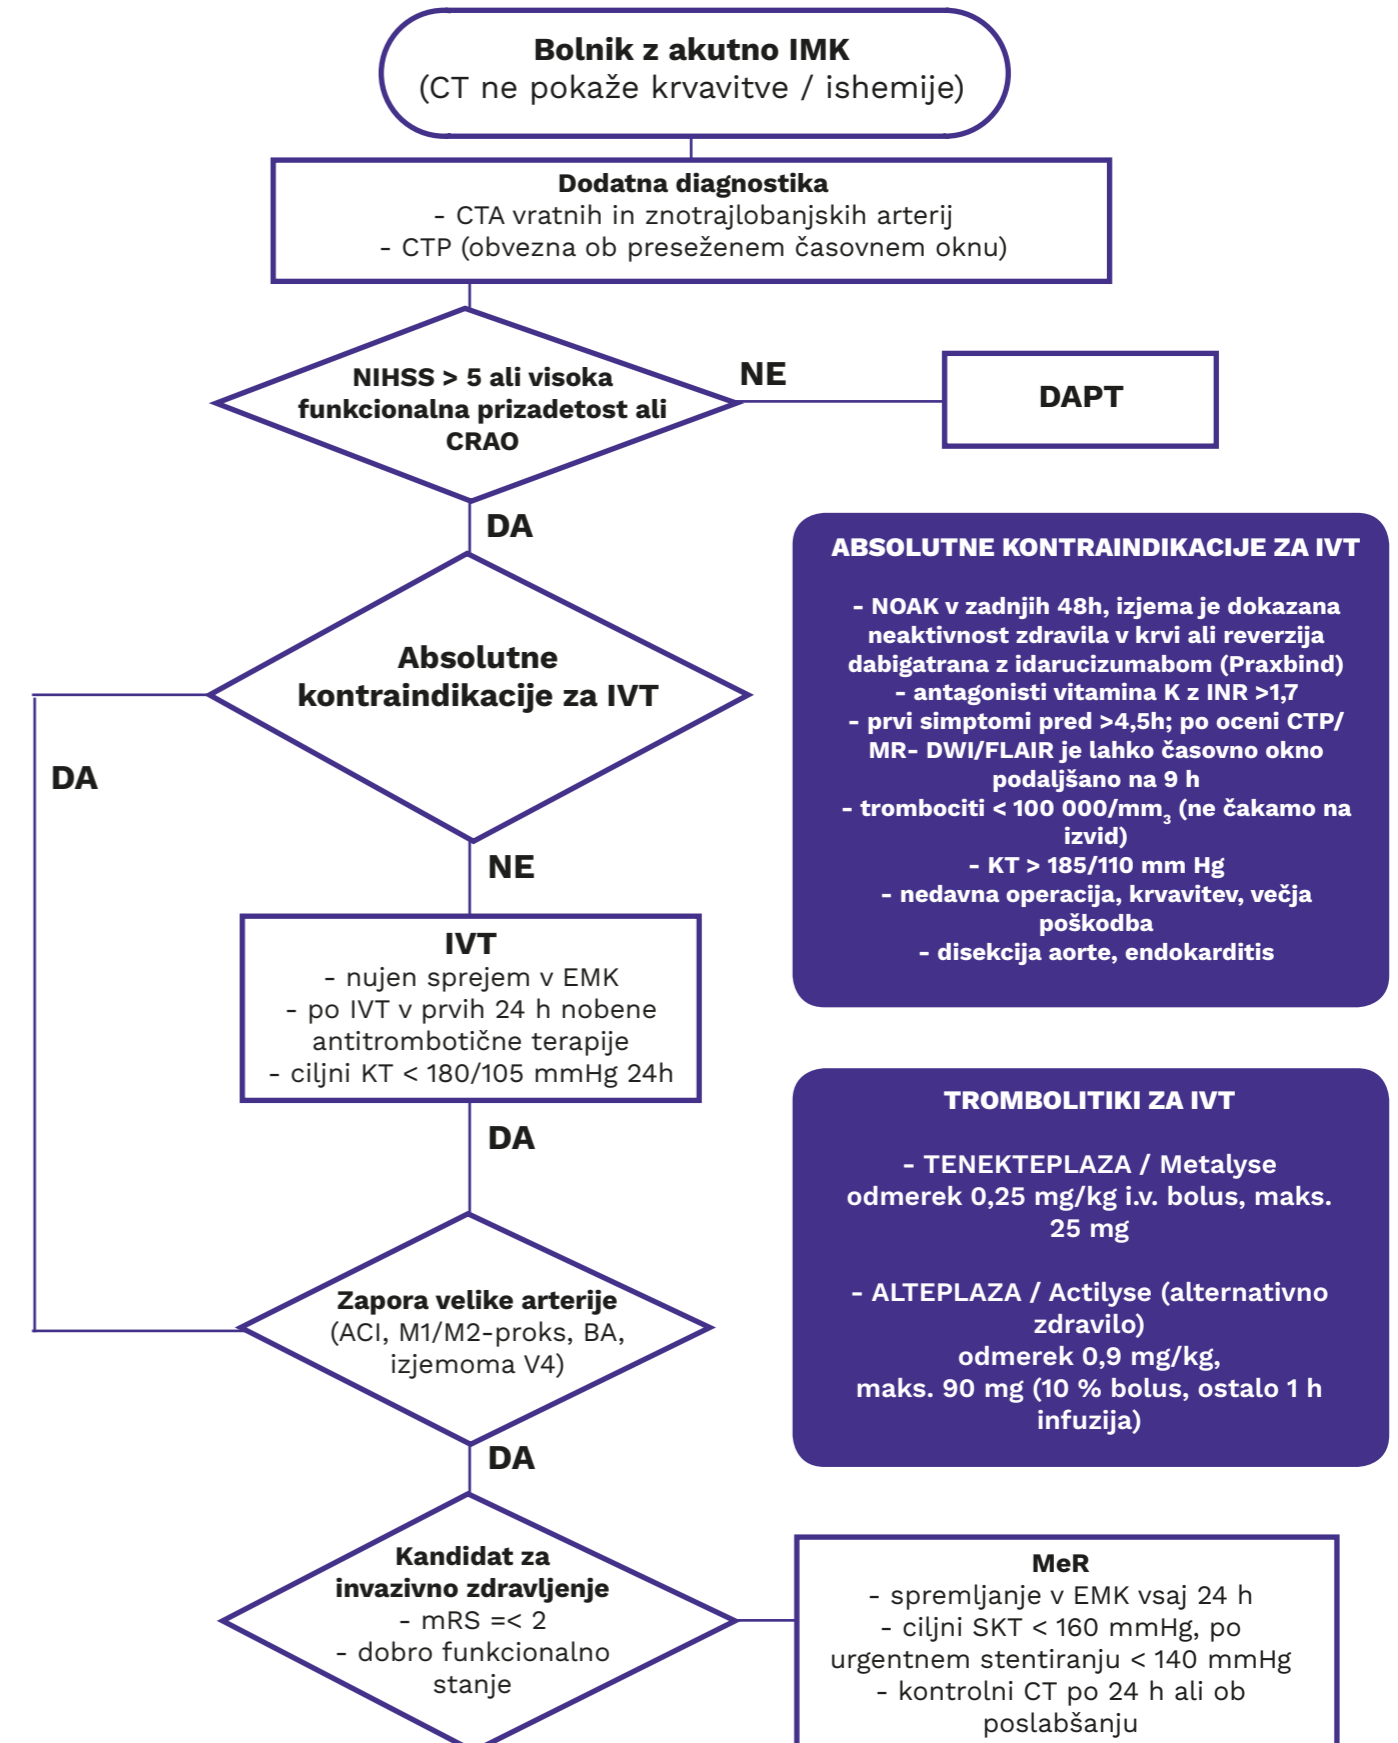 Bolnik z akutno IMK
(CT ne pokaže krvavitve / ishemije)
Dodatna diagnostika
- CTA vratnih in znotrajlobanjskih arterij
- CTP (obvezna ob preseženem časovnem oknu)
NIHSS > 5 ali visoka
funkcionalna prizadetost ali
CRAO
NE
DAPT
DA
Absolutne
kontraindikacije za IVT
DA
NE
ABSOLUTNE KONTRAINDIKACIJE ZA IVT
- NOAK v zadnjih 48h, izjema je dokazana
neaktivnost zdravila v krvi ali reverzija
dabigatrana z idarucizumabom (Praxbind)
- antagonisti vitamina K z INR >1,7
- prvi simptomi pred >4,5h; po oceni CTP/
MR- DWI/FLAIR je lahko časovno okno
podaljšano na 9 h
- trombociti < 100 000/mm₃ (ne čakamo na
izvid)
- KT > 185/110 mm Hg
- nedavna operacija, krvavitev, večja
poškodba
- disekcija aorte, endokarditis
IVT
- nujen sprejem v EMK
- po IVT v prvih 24 h nobene
antitrombotične terapije
- ciljni KT < 180/105 mmHg 24h
DA
TROMBOLITIKI ZA IVT
- TENEKTEPLAZA / Metalyse
odmerek 0,25 mg/kg i.v. bolus, maks.
25 mg
- ALTEPLAZA / Actilyse (alternativno
zdravilo)
odmerek 0,9 mg/kg,
maks. 90 mg (10 % bolus, ostalo 1 h
infuzija)
Zapora velike arterije
(ACI, M1/M2-proks, BA,
izjemoma V4)
DA
Kandidat za
invazivno zdravljenje
- mRS =< 2
- dobro funkcionalno
stanje
MeR
- spremljanje v EMK vsaj 24 h
- ciljni SKT < 160 mmHg, po
urgentnem stentiranju < 140 mmHg
- kontrolni CT po 24 h ali ob
poslabšanju